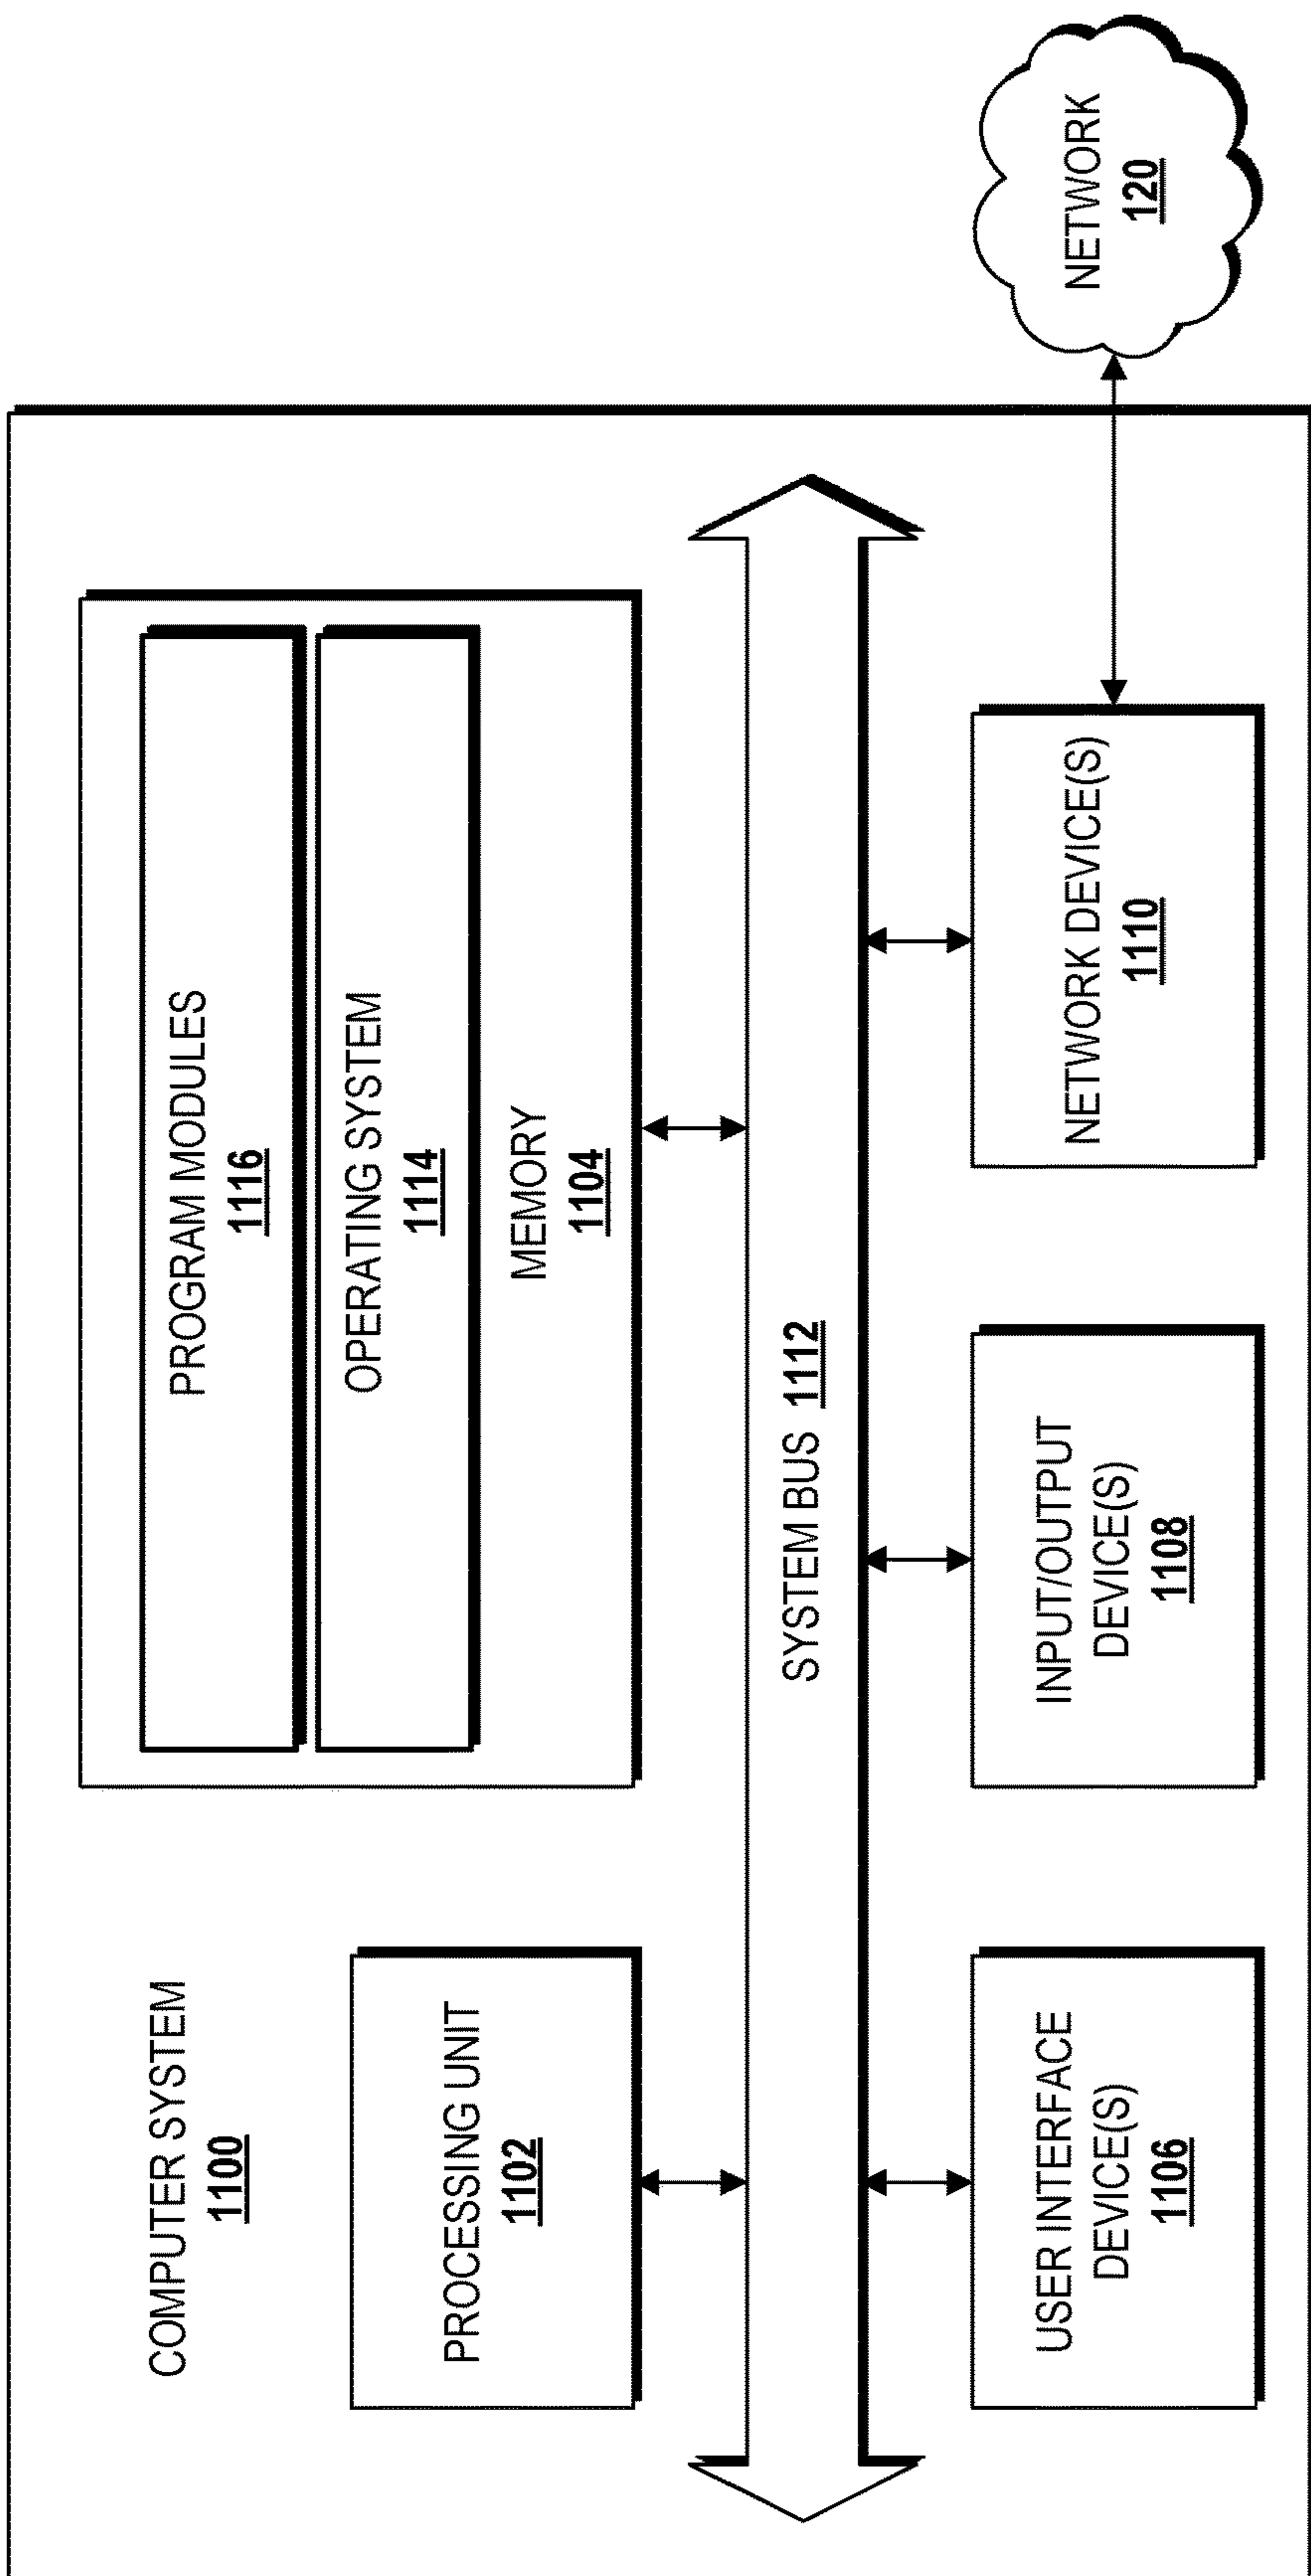 COMPUTER SYSTEM
1100
PROCESSING UNIT
1102
PROGRAM MODULES
1116
OPERATING SYSTEM
1114
MEMORY
1104
SYSTEM BUS 1112
USER INTERFACE
DEVICE(S)
1106
INPUT/OUTPUT
DEVICE(S)
1108
NETWORK DEVICE(S)
1110
NETWORK
120